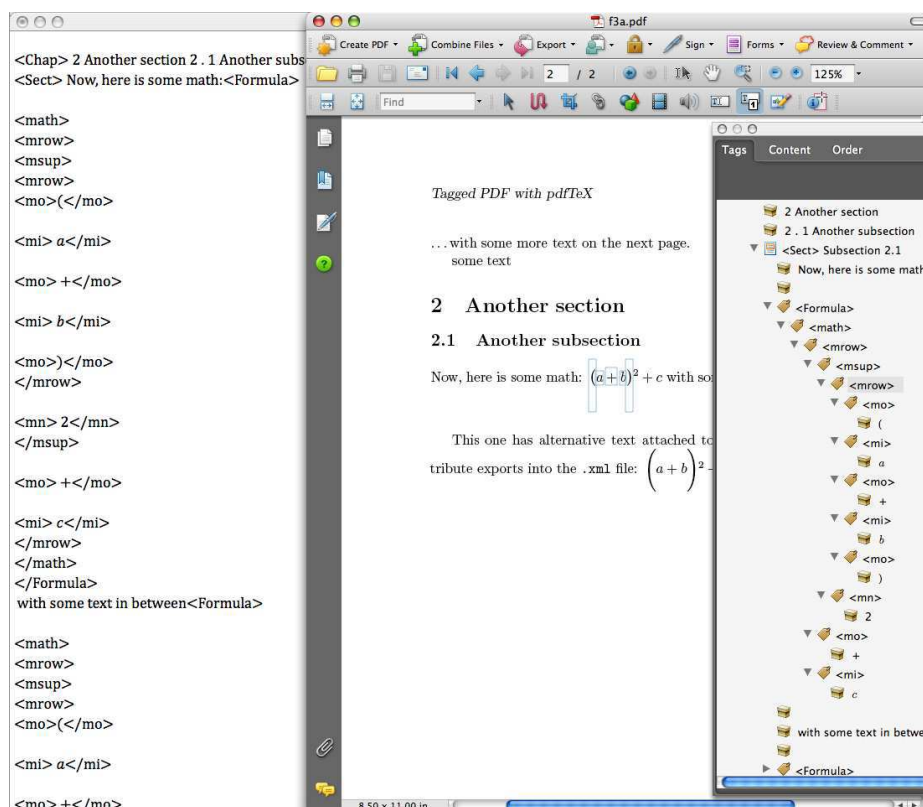 <Chap> 2 Another section 2 . 1 Another subs
<Sect> Now, here is some math:<Formula>
<math>
<mrow>
<msup>
<mrow>
<mo>(</mo>
<mi> a</mi>
<mo> +</mo>
<mi> b</mi>
<mo>)</mo>
</mrow>
<mn> 2</mn>
</msup>
<mo> +</mo>
<mi> c</mi>
</mrow>
</math>
</Formula>
with some text in between<Formula>
<math>
<mrow>
<msup>
<mrow>
<mo>(</mo>
<mi> a</mi>
<mo> +</mo>
f3a.pdf
Create PDF Combine Files Export Sign Forms Review & Comment
2 / 2 125%
Find
Tagged PDF with pdfTeX
...with some more text on the next page.
some text
2 Another section
2.1 Another subsection
Now, here is some math: (a + b)² + c with so
This one has alternative text attached to
tribute exports into the .xml file: (a + b)²
8.50 x 11.00 in
Tags Content Order
2 Another section
2 . 1 Another subsection
<Sect> Subsection 2.1
Now, here is some math
<Formula>
<math>
<mrow>
<msup>
<mrow>
<mo>
(
<mi>
a
<mo>
+
<mi>
b
<mo>
)
<mn>
2
<mo>
+
<mi>
c
with some text in betwe
<Formula>